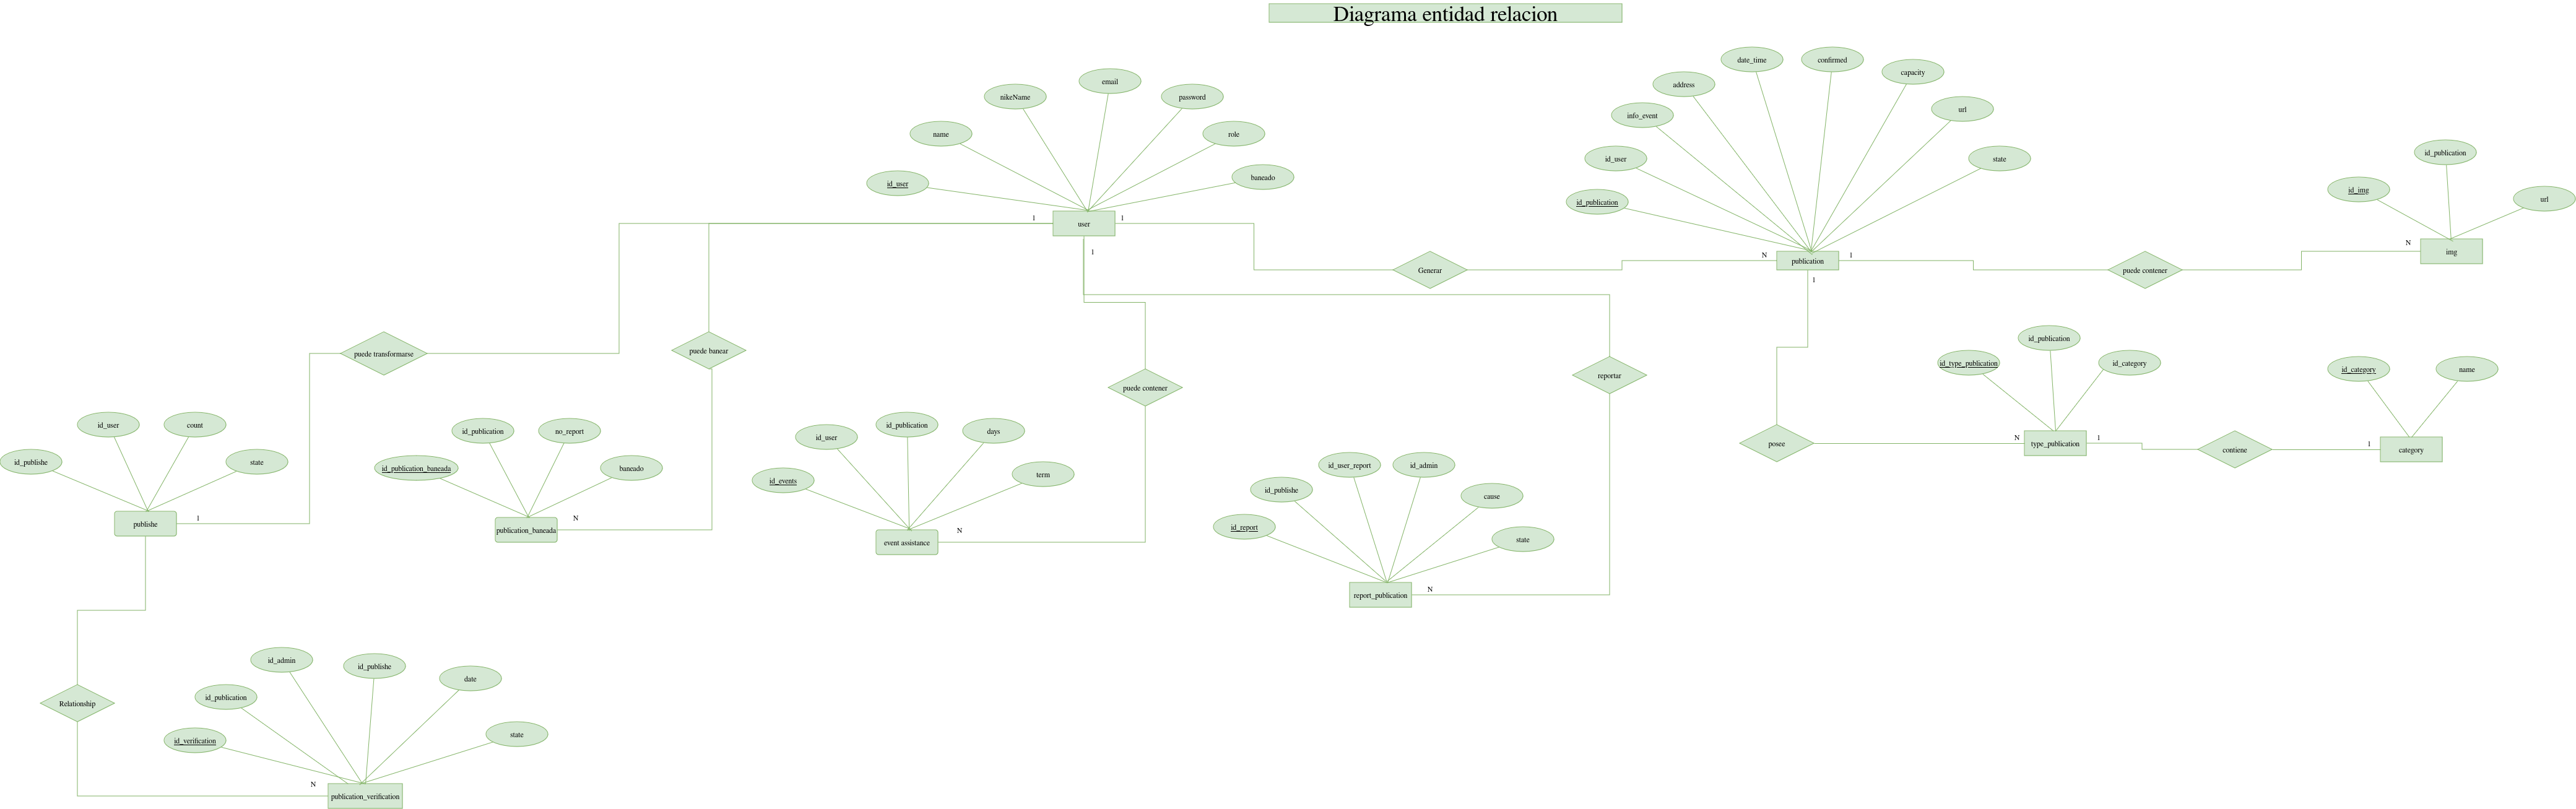 Diagrama entidad relacion
date_time
confirmed
capacity
email
address
nikeName
password
url
info_event
name
role
id_publication
id_user
state
baneado
id_user
id_img
url
id_publication
1
user
1
N
img
1
N
publication
1
Generar
puede contener
1
id_publication
puede transformarse
puede banear
id_type_publication
id_category
id_category
name
reportar
puede contener
id_user
count
id_publication
no_report
id_publication
days
id_user
posee
N
type_publication
1
1
contiene
category
id_publishe
state
id_publication_baneada
baneado
id_user_report
id_admin
term
id_events
id_publishe
cause
publishe
1
N
id_report
publication_baneada
N
event assistance
state
N
report_publication
id_admin
id_publishe
date
id_publication
Relationship
state
id_verification
N
publication_verification